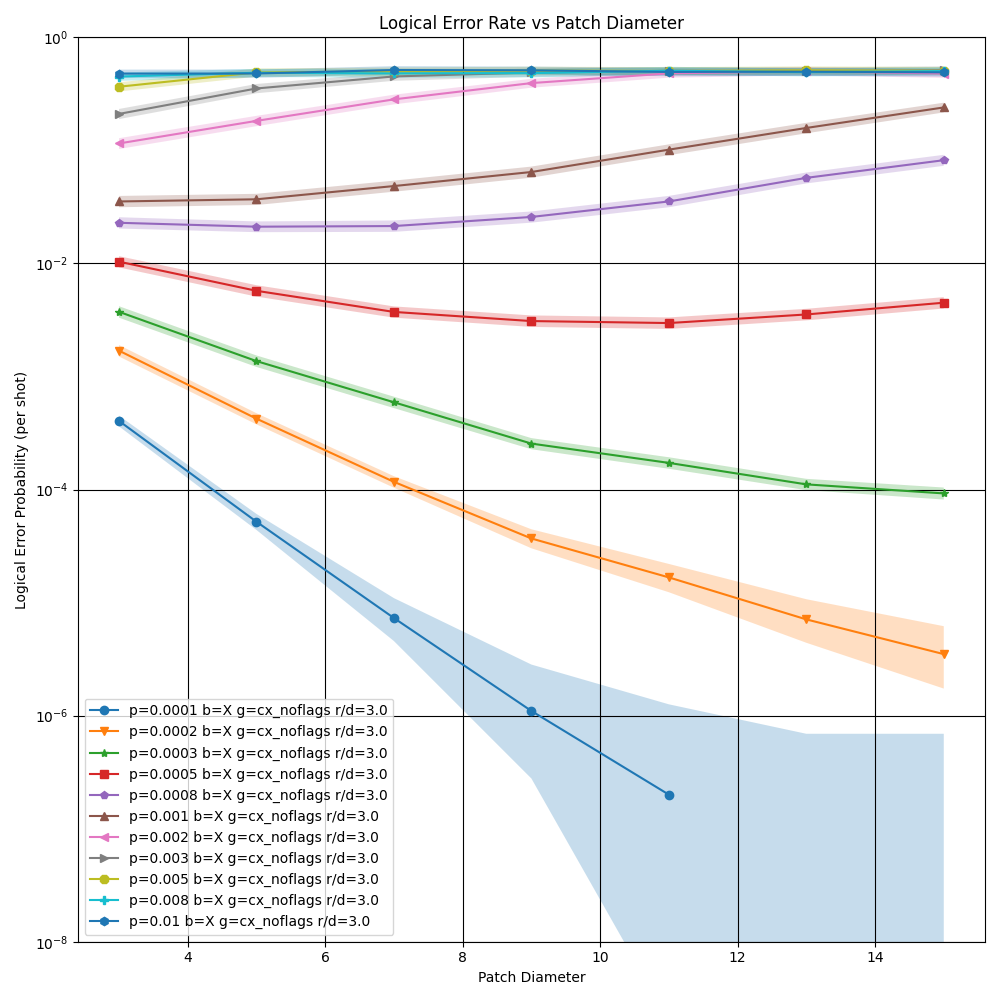 Logical Error Rate vs Patch Diameter
10⁰
10⁻²
10⁻⁴
10⁻⁶
10⁻⁸
Logical Error Probability (per shot)
p=0.0001 b=X g=cx_noflags r/d=3.0
p=0.0002 b=X g=cx_noflags r/d=3.0
p=0.0003 b=X g=cx_noflags r/d=3.0
p=0.0005 b=X g=cx_noflags r/d=3.0
p=0.0008 b=X g=cx_noflags r/d=3.0
p=0.001 b=X g=cx_noflags r/d=3.0
p=0.002 b=X g=cx_noflags r/d=3.0
p=0.003 b=X g=cx_noflags r/d=3.0
p=0.005 b=X g=cx_noflags r/d=3.0
p=0.008 b=X g=cx_noflags r/d=3.0
p=0.01 b=X g=cx_noflags r/d=3.0
4 6 8 10 12 14
Patch Diameter